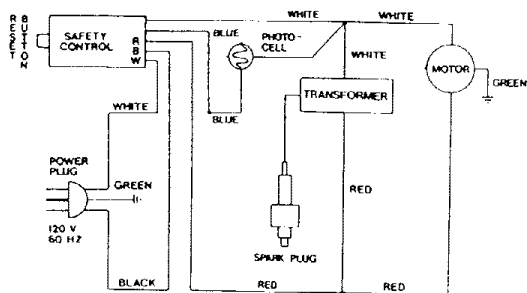 RESET
BUTTON
SAFETY
CONTROL
R
B
W
WHITE
WHITE
BLUE
PHOTO-
CELL
WHITE
MOTOR
GREEN
TRANSFORMER
WHITE
BLUE
POWER
PLUG
GREEN
RED
120 V
60 HZ
SPARK PLUG
BLACK
RED
RED